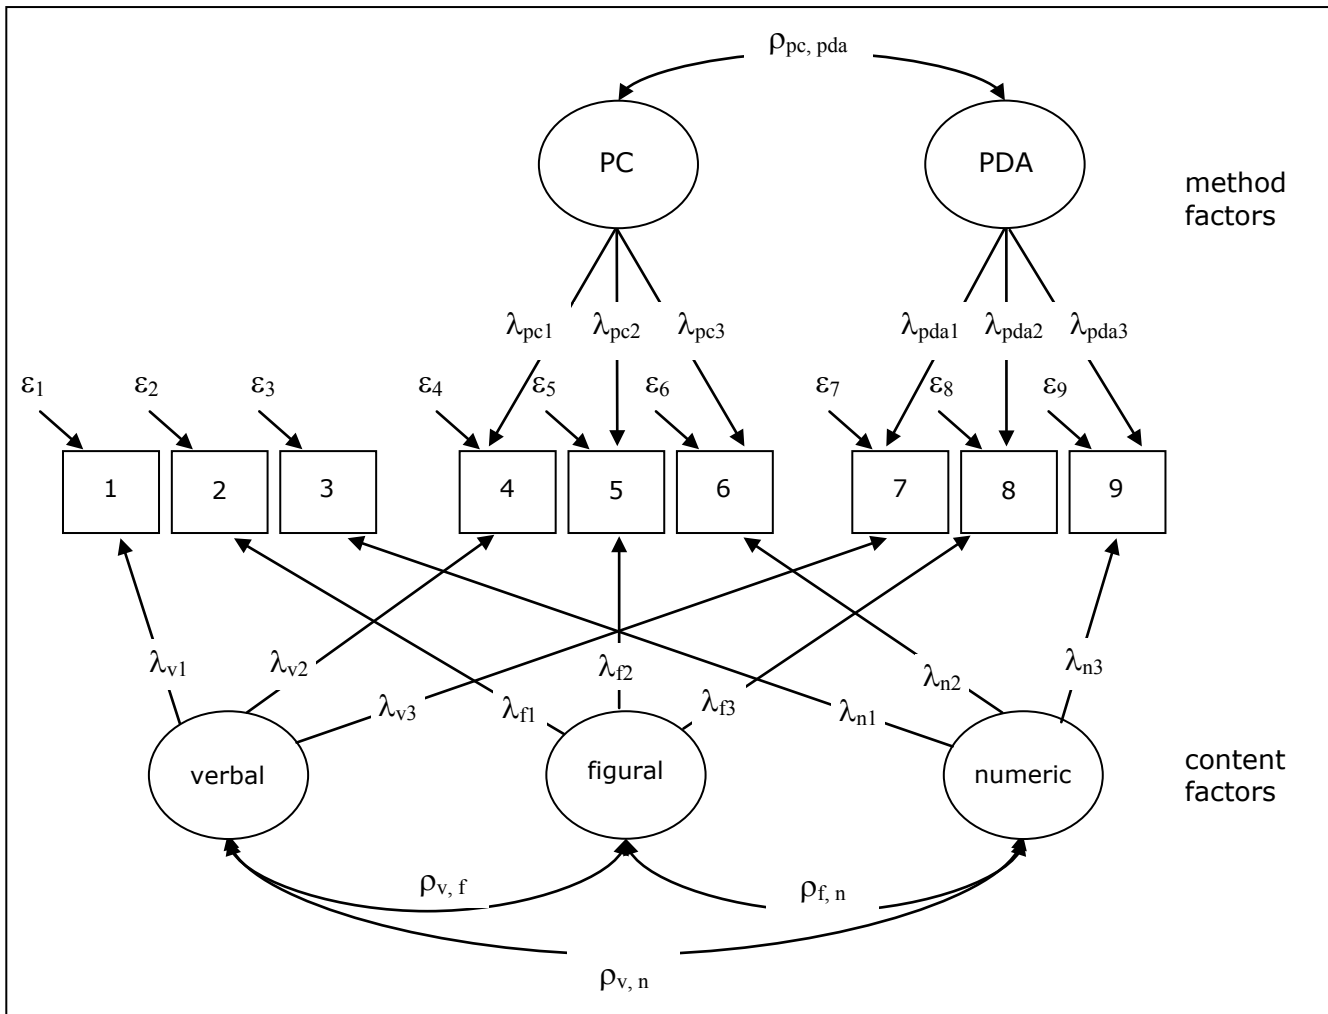 ρpc, pda
PC
PDA
method
factors
λpc1
λpc2
λpc3
λpda1
λpda2
λpda3
ε1
ε2
ε3
ε4
ε5
ε6
ε7
ε8
ε9
1
2
3
4
5
6
7
8
9
λv1
λv2
λv3
λf1
λf2
λf3
λn1
λn2
λn3
verbal
figural
numeric
content
factors
ρv, f
ρf, n
ρv, n